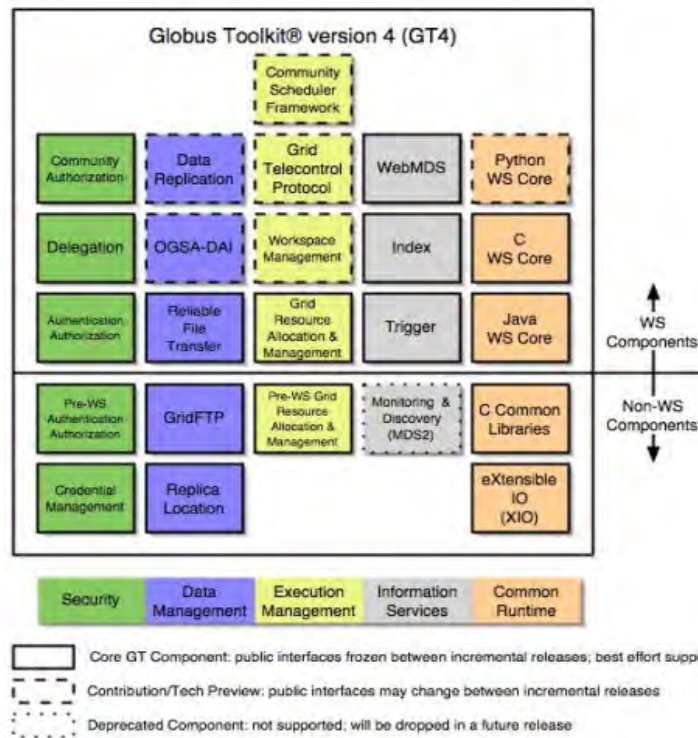 Globus Toolkit® version 4 (GT4)
Community
Scheduler
Framework
Community
Authorization
Data
Replication
Grid
Telecontrol
Protocol
WebMDS
Python
WS Core
Delegation
OGSA-DAI
Workspace
Management
Index
C
WS Core
Authentication
Authorization
Reliable
File
Transfer
Grid
Resource
Allocation &
Management
Trigger
Java
WS Core
WS
Components
Pre-WS
Authentication
Authorization
GridFTP
Pre-WS Grid
Resource
Allocation &
Management
Monitoring &
Discovery
(MDS2)
C Common
Libraries
Non-WS
Components
Credential
Management
Replica
Location
eXtensible
IO
(XIO)
Security
Data
Management
Execution
Management
Information
Services
Common
Runtime
Core GT Component: public interfaces frozen between incremental releases; best effort supp
Contribution/Tech Preview: public interfaces may change between incremental releases
Deprecated Component: not supported; will be dropped in a future release